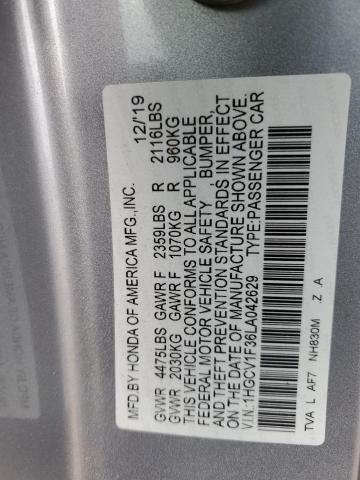 MFD.BY HONDA OF AMERICA MFG.,INC. 12/'19
GVWR 4475LBS GAWR F 2359LBS R 2116LBS
GVWR 2030KG GAWR F 1070KG R 960KG
THIS VEHICLE CONFORMS TO ALL APPLICABLE
FEDERAL MOTOR VEHICLE SAFETY , BUMPER,
AND THEFT PREVENTION STANDARDS IN EFFECT
ON THE DATE OF MANUFACTURE SHOWN ABOVE.
V.I.N.:1HGCV1F36LA042629 TYPE:PASSENGER CAR
TVA L AF7 NH830M .Z .A